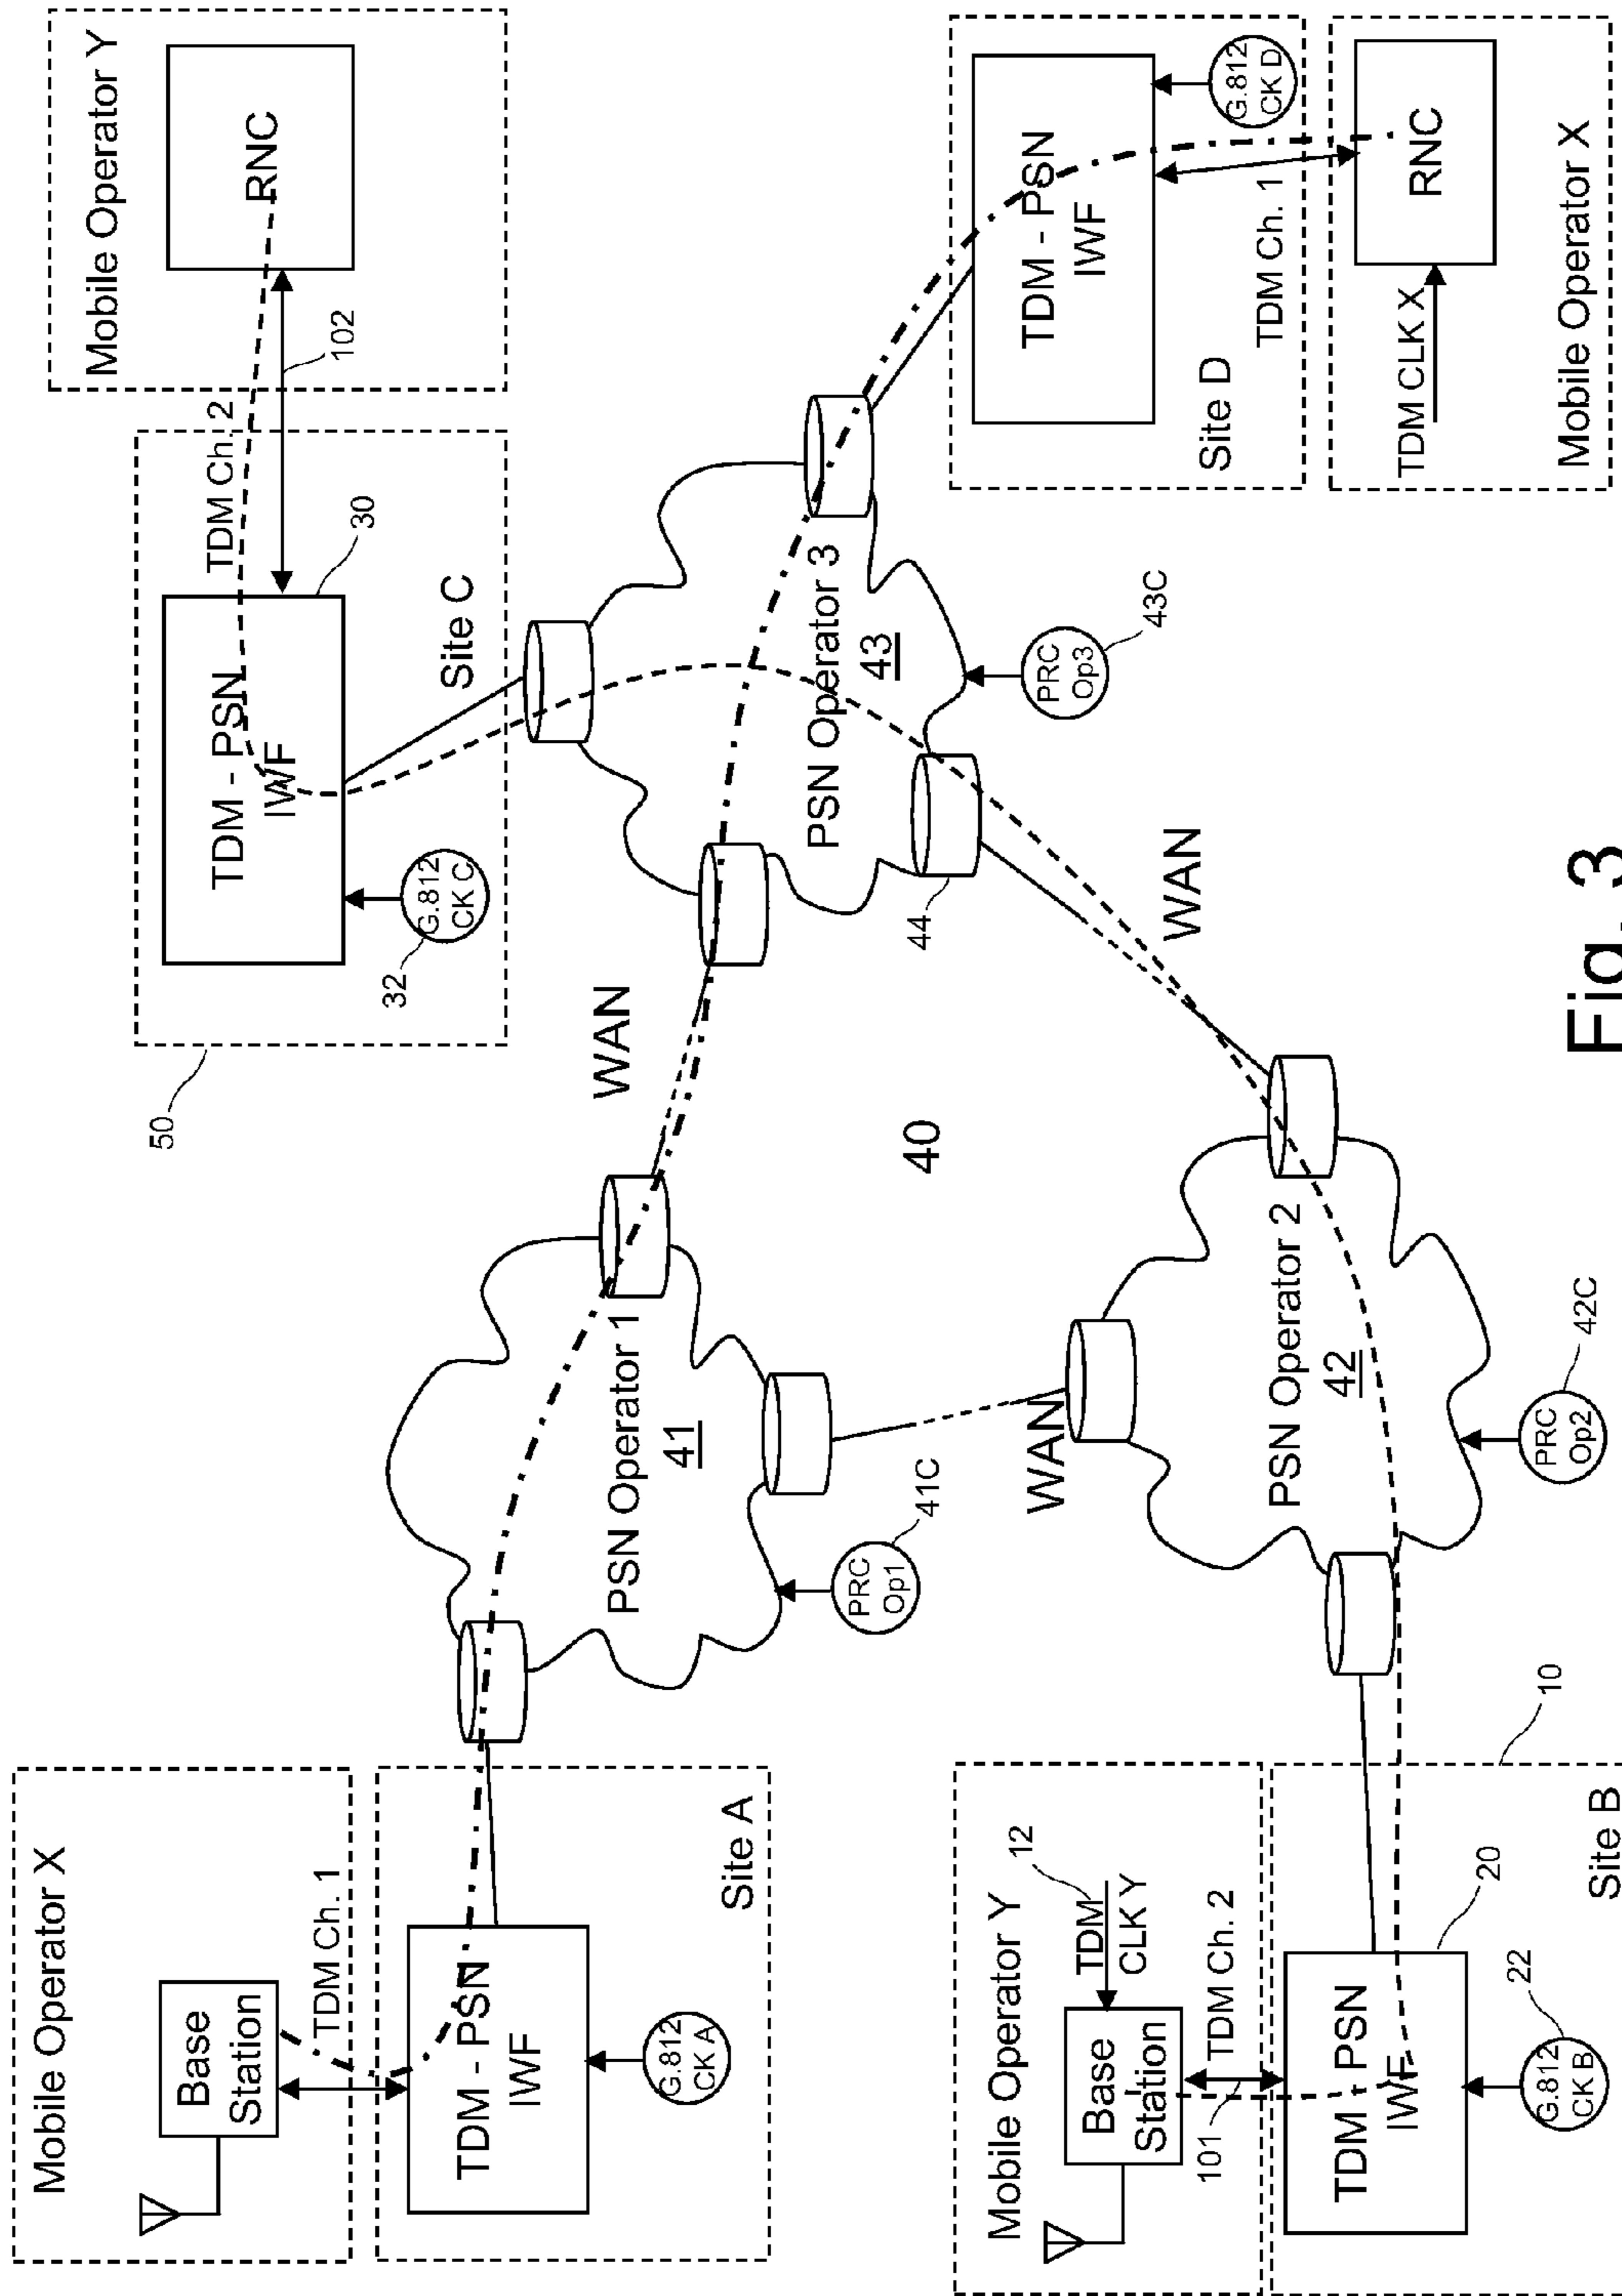 Mobile Operator X
Base
Station
TDM Ch. 1
TDM - PSN
IWF
G.812
CK A
Site A
Mobile Operator Y
Base
Station
12
TDM
CLK Y
101
TDM Ch. 2
TDM - PSN
IWF
20
G.812
CK B
22
Site B
10
PSN Operator 1
41
PRC
Op1
41C
WAN
PSN Operator 2
42
PRC
Op2
42C
40
WAN
WAN
50
TDM - PSN
IWF
30
G.812
CK C
32
Site C
TDM Ch. 2
102
Mobile Operator Y
RNC
PSN Operator 3
43
44
PRC
Op3
43C
TDM - PSN
IWF
G.812
CK D
Site D
TDM Ch. 1
TDM CLK X
RNC
Mobile Operator X
Fig. 3